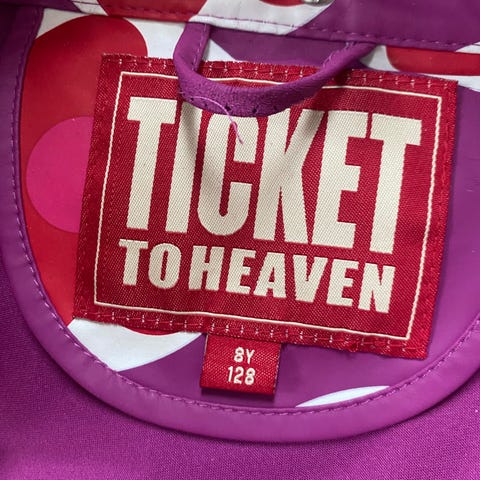 TICKET
TO HEAVEN
8Y
128